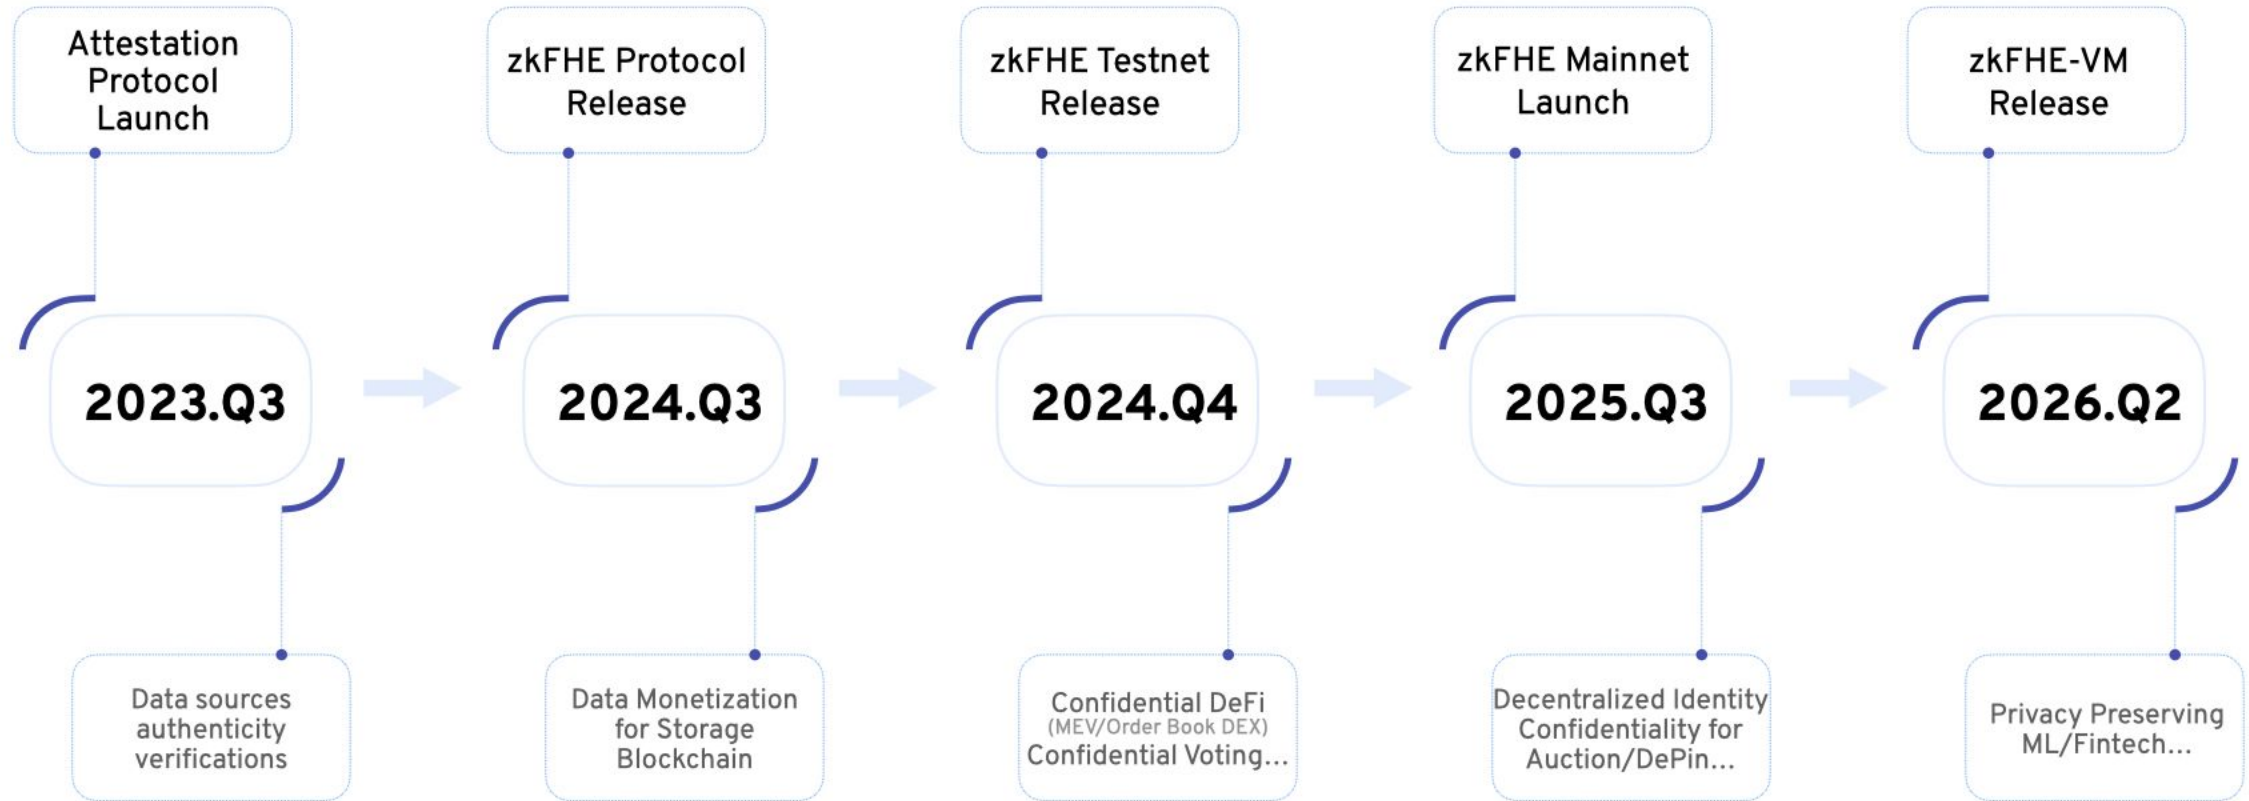 Attestation
Protocol
Launch
zkFHE Protocol
Release
zkFHE Testnet
Release
zkFHE Mainnet
Launch
zkFHE-VM
Release
2023.Q3
2024.Q3
2024.Q4
2025.Q3
2026.Q2
Data sources
authenticity
verifications
Data Monetization
for Storage
Blockchain
Confidential DeFi
(MEV/Order Book DEX)
Confidential Voting...
Decentralized Identity
Confidentiality for
Auction/DePin...
Privacy Preserving
ML/Fintech...